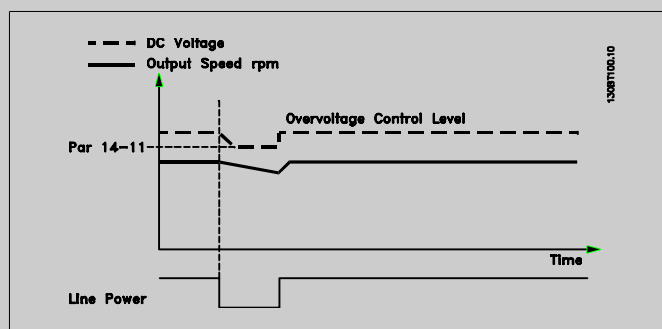 DC Voltage
Output Speed rpm
130BT100.10
Overvoltage Control Level
Par 14-11
Time
Line Power